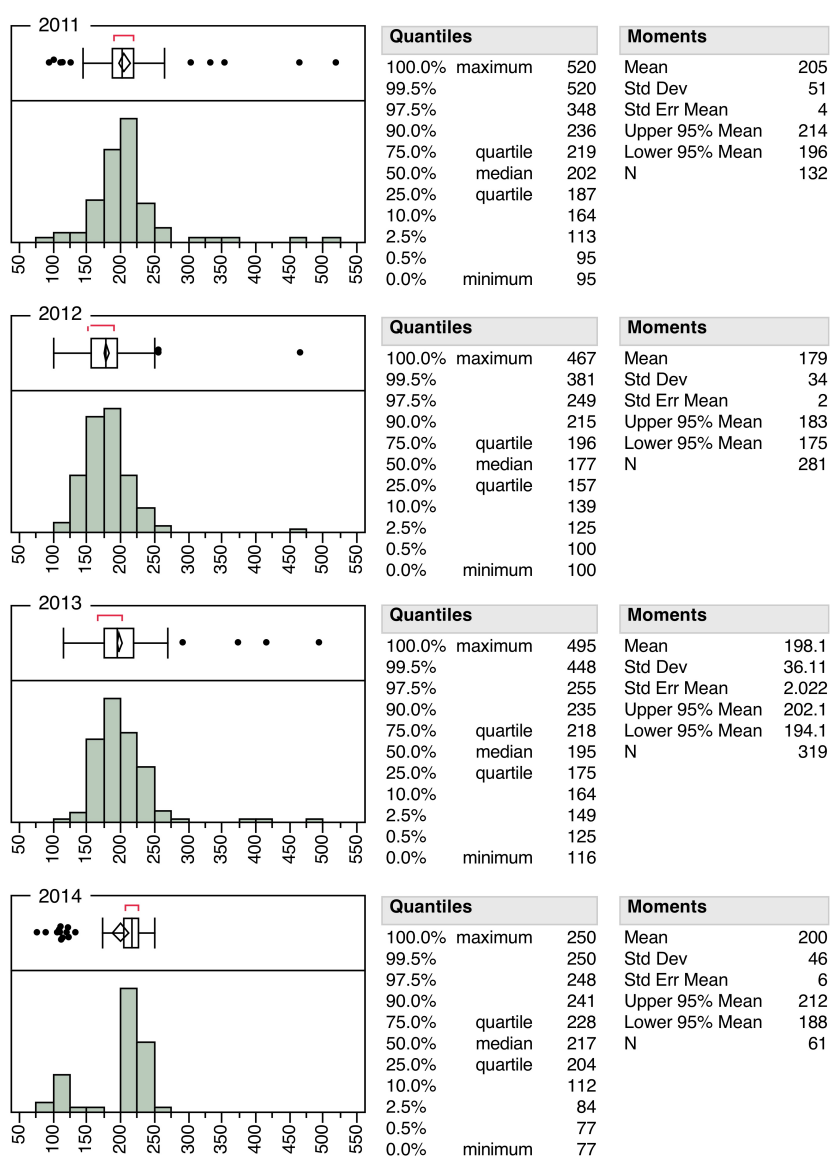 2011
50 100 150 200 250 300 350 400 450 500 550
Quantiles
100.0% maximum 520
99.5% 520
97.5% 348
90.0% 236
75.0% quartile 219
50.0% median 202
25.0% quartile 187
10.0% 164
2.5% 113
0.5% 95
0.0% minimum 95
Moments
Mean 205
Std Dev 51
Std Err Mean 4
Upper 95% Mean 214
Lower 95% Mean 196
N 132
2012
50 100 150 200 250 300 350 400 450 500 550
Quantiles
100.0% maximum 467
99.5% 381
97.5% 249
90.0% 215
75.0% quartile 196
50.0% median 177
25.0% quartile 157
10.0% 139
2.5% 125
0.5% 100
0.0% minimum 100
Moments
Mean 179
Std Dev 34
Std Err Mean 2
Upper 95% Mean 183
Lower 95% Mean 175
N 281
2013
50 100 150 200 250 300 350 400 450 500 550
Quantiles
100.0% maximum 495
99.5% 448
97.5% 255
90.0% 235
75.0% quartile 218
50.0% median 195
25.0% quartile 175
10.0% 164
2.5% 149
0.5% 125
0.0% minimum 116
Moments
Mean 198.1
Std Dev 36.11
Std Err Mean 2.022
Upper 95% Mean 202.1
Lower 95% Mean 194.1
N 319
2014
50 100 150 200 250 300 350 400 450 500 550
Quantiles
100.0% maximum 250
99.5% 250
97.5% 248
90.0% 241
75.0% quartile 228
50.0% median 217
25.0% quartile 204
10.0% 112
2.5% 84
0.5% 77
0.0% minimum 77
Moments
Mean 200
Std Dev 46
Std Err Mean 6
Upper 95% Mean 212
Lower 95% Mean 188
N 61